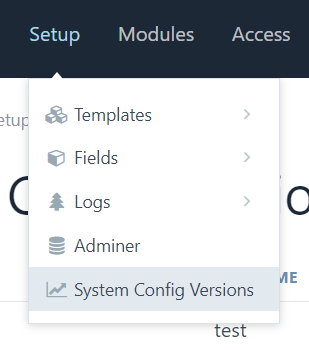 Setup Modules Access
etup
Templates
Fields
Logs
Adminer
System Config Versions
ME
test